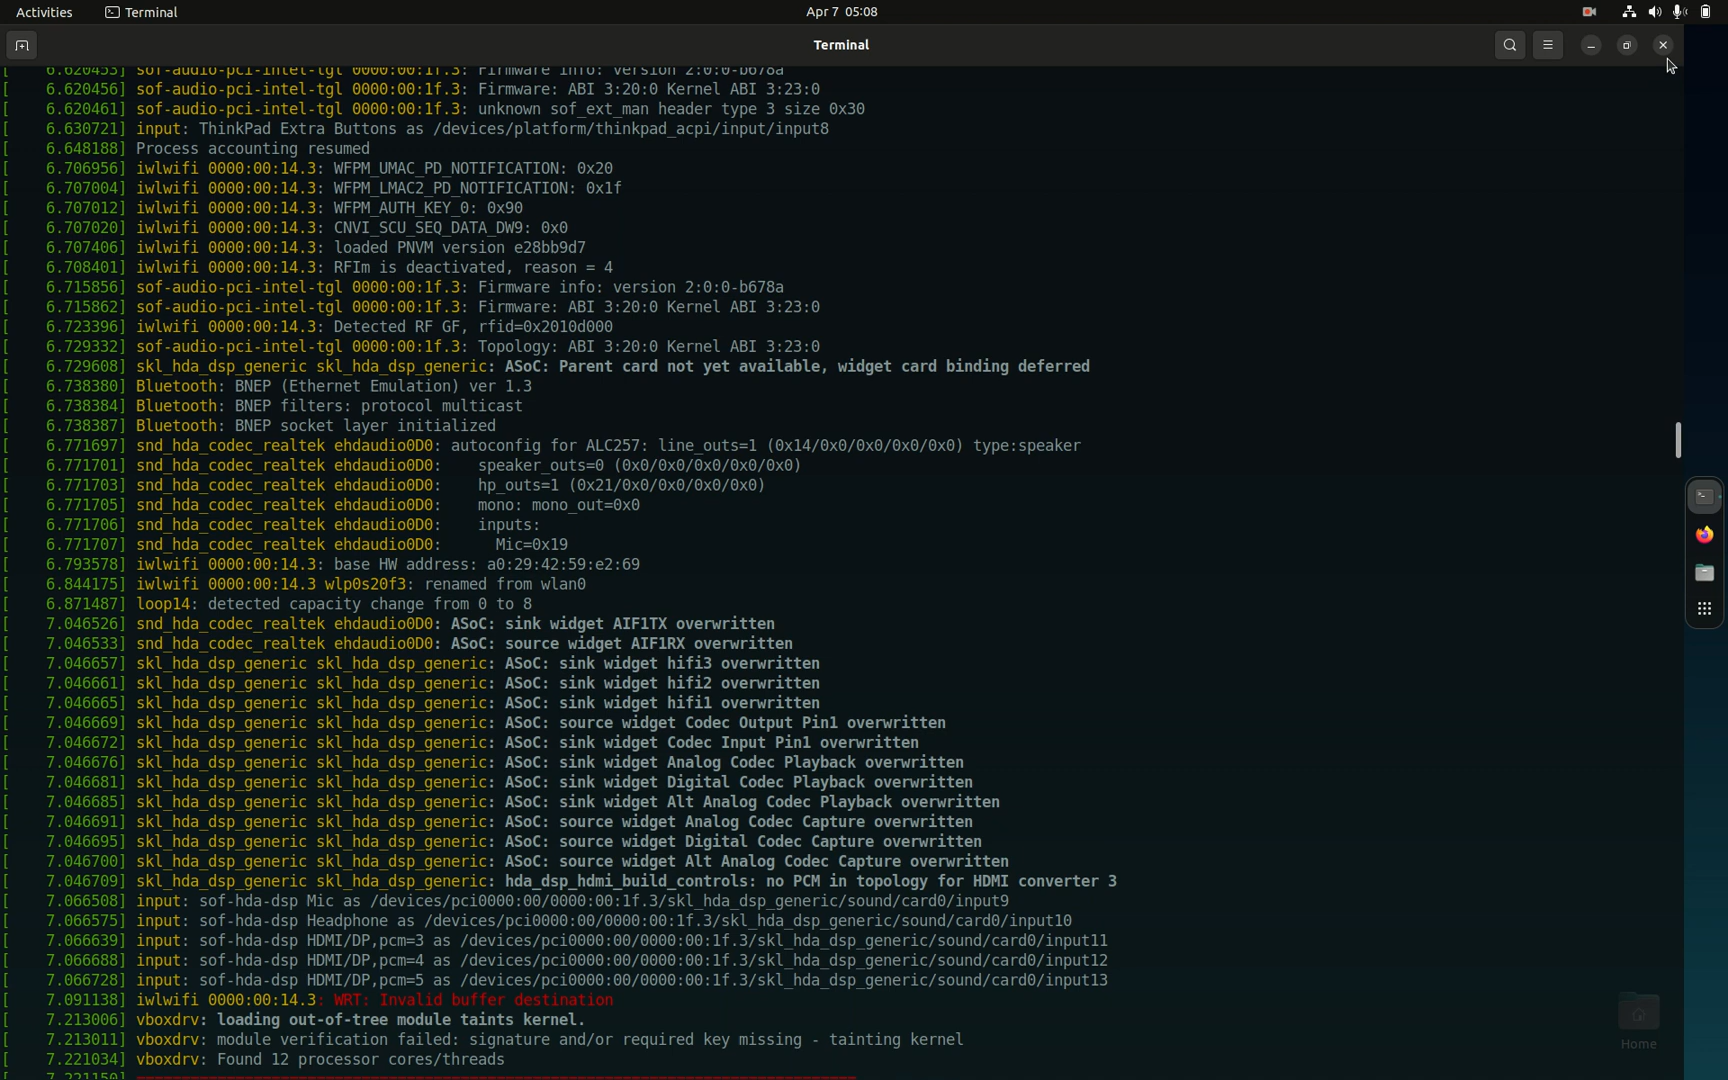 Activities
Terminal
Apr 7 05:08
Terminal
[    6.620453] sof-audio-pci-intel-tgl 0000:00:1f.3: Firmware info: version 2:0:0-b678a
[    6.620456] sof-audio-pci-intel-tgl 0000:00:1f.3: Firmware: ABI 3:20:0 Kernel ABI 3:23:0
[    6.620461] sof-audio-pci-intel-tgl 0000:00:1f.3: unknown sof_ext_man header type 3 size 0x30
[    6.630721] input: ThinkPad Extra Buttons as /devices/platform/thinkpad_acpi/input/input8
[    6.648188] Process accounting resumed
[    6.706956] iwlwifi 0000:00:14.3: WFPM_UMAC_PD_NOTIFICATION: 0x20
[    6.707004] iwlwifi 0000:00:14.3: WFPM_LMAC2_PD_NOTIFICATION: 0x1f
[    6.707012] iwlwifi 0000:00:14.3: WFPM_AUTH_KEY_0: 0x90
[    6.707020] iwlwifi 0000:00:14.3: CNVI_SCU_SEQ_DATA_DW9: 0x0
[    6.707406] iwlwifi 0000:00:14.3: loaded PNVM version e28bb9d7
[    6.708401] iwlwifi 0000:00:14.3: RFIm is deactivated, reason = 4
[    6.715856] sof-audio-pci-intel-tgl 0000:00:1f.3: Firmware info: version 2:0:0-b678a
[    6.715862] sof-audio-pci-intel-tgl 0000:00:1f.3: Firmware: ABI 3:20:0 Kernel ABI 3:23:0
[    6.723396] iwlwifi 0000:00:14.3: Detected RF GF, rfid=0x2010d000
[    6.729332] sof-audio-pci-intel-tgl 0000:00:1f.3: Topology: ABI 3:20:0 Kernel ABI 3:23:0
[    6.729608] skl_hda_dsp_generic skl_hda_dsp_generic: ASoC: Parent card not yet available, widget card binding deferred
[    6.738380] Bluetooth: BNEP (Ethernet Emulation) ver 1.3
[    6.738384] Bluetooth: BNEP filters: protocol multicast
[    6.738387] Bluetooth: BNEP socket layer initialized
[    6.771697] snd_hda_codec_realtek ehdaudio0D0: autoconfig for ALC257: line_outs=1 (0x14/0x0/0x0/0x0/0x0) type:speaker
[    6.771701] snd_hda_codec_realtek ehdaudio0D0:    speaker_outs=0 (0x0/0x0/0x0/0x0/0x0)
[    6.771703] snd_hda_codec_realtek ehdaudio0D0:    hp_outs=1 (0x21/0x0/0x0/0x0/0x0)
[    6.771705] snd_hda_codec_realtek ehdaudio0D0:    mono: mono_out=0x0
[    6.771706] snd_hda_codec_realtek ehdaudio0D0:    inputs:
[    6.771707] snd_hda_codec_realtek ehdaudio0D0:      Mic=0x19
[    6.793578] iwlwifi 0000:00:14.3: base HW address: a0:29:42:59:e2:69
[    6.844175] iwlwifi 0000:00:14.3 wlp0s20f3: renamed from wlan0
[    6.871487] loop14: detected capacity change from 0 to 8
[    7.046526] snd_hda_codec_realtek ehdaudio0D0: ASoC: sink widget AIF1TX overwritten
[    7.046533] snd_hda_codec_realtek ehdaudio0D0: ASoC: source widget AIF1RX overwritten
[    7.046657] skl_hda_dsp_generic skl_hda_dsp_generic: ASoC: sink widget hifi3 overwritten
[    7.046661] skl_hda_dsp_generic skl_hda_dsp_generic: ASoC: sink widget hifi2 overwritten
[    7.046665] skl_hda_dsp_generic skl_hda_dsp_generic: ASoC: sink widget hifi1 overwritten
[    7.046669] skl_hda_dsp_generic skl_hda_dsp_generic: ASoC: source widget Codec Output Pin1 overwritten
[    7.046672] skl_hda_dsp_generic skl_hda_dsp_generic: ASoC: sink widget Codec Input Pin1 overwritten
[    7.046676] skl_hda_dsp_generic skl_hda_dsp_generic: ASoC: sink widget Analog Codec Playback overwritten
[    7.046681] skl_hda_dsp_generic skl_hda_dsp_generic: ASoC: sink widget Digital Codec Playback overwritten
[    7.046685] skl_hda_dsp_generic skl_hda_dsp_generic: ASoC: sink widget Alt Analog Codec Playback overwritten
[    7.046691] skl_hda_dsp_generic skl_hda_dsp_generic: ASoC: source widget Analog Codec Capture overwritten
[    7.046695] skl_hda_dsp_generic skl_hda_dsp_generic: ASoC: source widget Digital Codec Capture overwritten
[    7.046700] skl_hda_dsp_generic skl_hda_dsp_generic: ASoC: source widget Alt Analog Codec Capture overwritten
[    7.046709] skl_hda_dsp_generic skl_hda_dsp_generic: hda_dsp_hdmi_build_controls: no PCM in topology for HDMI converter 3
[    7.066508] input: sof-hda-dsp Mic as /devices/pci0000:00/0000:00:1f.3/skl_hda_dsp_generic/sound/card0/input9
[    7.066575] input: sof-hda-dsp Headphone as /devices/pci0000:00/0000:00:1f.3/skl_hda_dsp_generic/sound/card0/input10
[    7.066639] input: sof-hda-dsp HDMI/DP,pcm=3 as /devices/pci0000:00/0000:00:1f.3/skl_hda_dsp_generic/sound/card0/input11
[    7.066688] input: sof-hda-dsp HDMI/DP,pcm=4 as /devices/pci0000:00/0000:00:1f.3/skl_hda_dsp_generic/sound/card0/input12
[    7.066728] input: sof-hda-dsp HDMI/DP,pcm=5 as /devices/pci0000:00/0000:00:1f.3/skl_hda_dsp_generic/sound/card0/input13
[    7.091138] iwlwifi 0000:00:14.3: WRT: Invalid buffer destination
[    7.213006] vboxdrv: loading out-of-tree module taints kernel.
[    7.213011] vboxdrv: module verification failed: signature and/or required key missing - tainting kernel
[    7.221034] vboxdrv: Found 12 processor cores/threads
[    7.221150]
Home